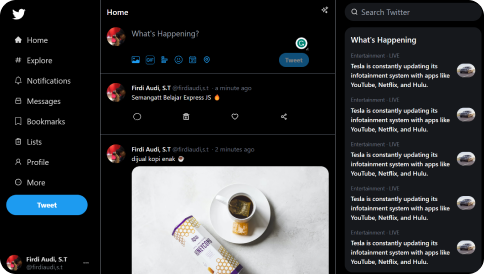 Home
Explore
Notifications
Messages
Bookmarks
Lists
Profile
More
Tweet
Firdi Audi, S.T
@firdiaudi,s.t
Home
What's Happening?
GIF
Tweet
Firdi Audi, S.T @firdiaudi,s.t · a minute ago
Semangatt Belajar Express JS 🔥
Firdi Audi, S.T @firdiaudi,s.t · 2 minutes ago
dijual kopi enak
Search Twitter
What's Happening
Entertainment · LIVE
Tesla is constantly updating its
infotainment system with apps like
YouTube, Netflix, and Hulu.
Entertainment · LIVE
Tesla is constantly updating its
infotainment system with apps like
YouTube, Netflix, and Hulu.
Entertainment · LIVE
Tesla is constantly updating its
infotainment system with apps like
YouTube, Netflix, and Hulu.
Entertainment · LIVE
Tesla is constantly updating its
infotainment system with apps like
YouTube, Netflix, and Hulu.
Entertainment · LIVE
Tesla is constantly updating its
infotainment system with apps like
YouTube, Netflix, and Hulu.